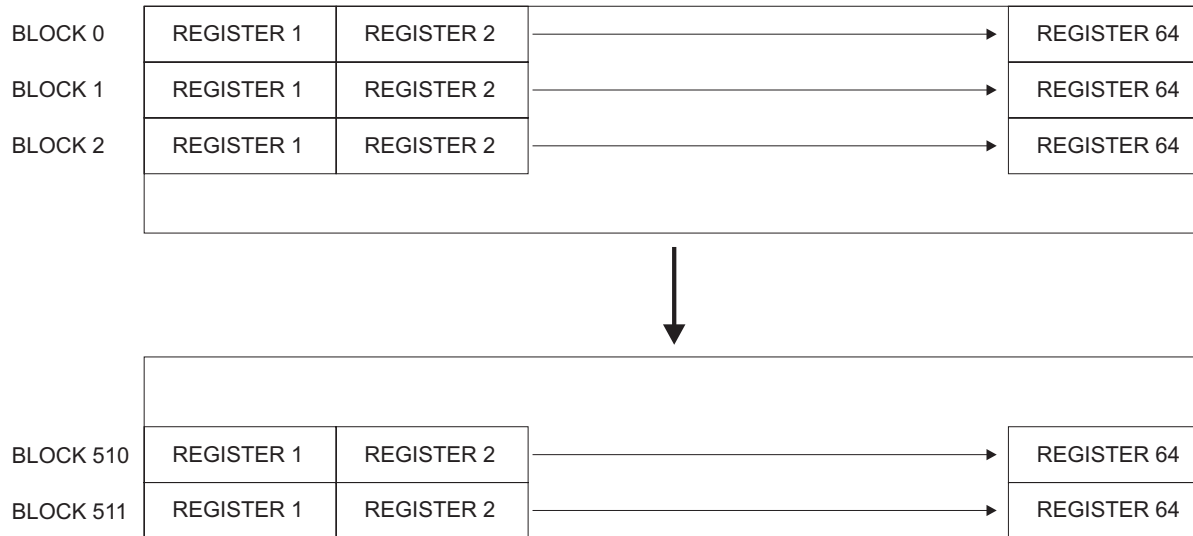 BLOCK 0 REGISTER 1 REGISTER 2 REGISTER 64
BLOCK 1 REGISTER 1 REGISTER 2 REGISTER 64
BLOCK 2 REGISTER 1 REGISTER 2 REGISTER 64
BLOCK 510 REGISTER 1 REGISTER 2 REGISTER 64
BLOCK 511 REGISTER 1 REGISTER 2 REGISTER 64